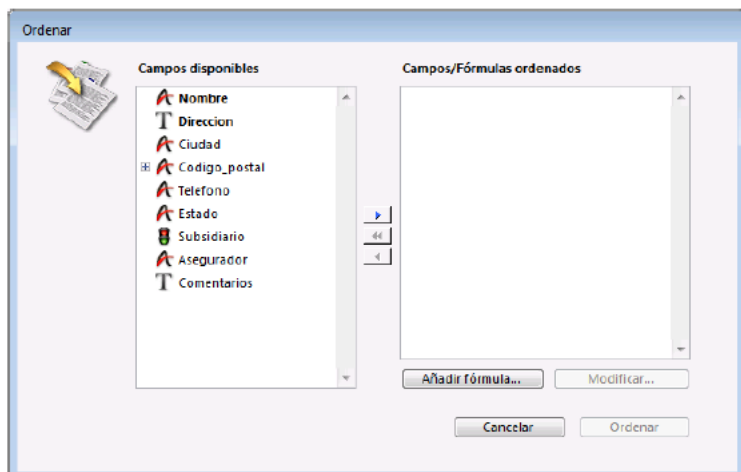 Ordenar
Campos disponibles
Campos/Fórmulas ordenados
Nombre
Direccion
Ciudad
Codigo_postal
Telefono
Estado
Subsidiario
Asegurador
Comentarios
Añadir fórmula...
Modificar...
Cancelar
Ordenar